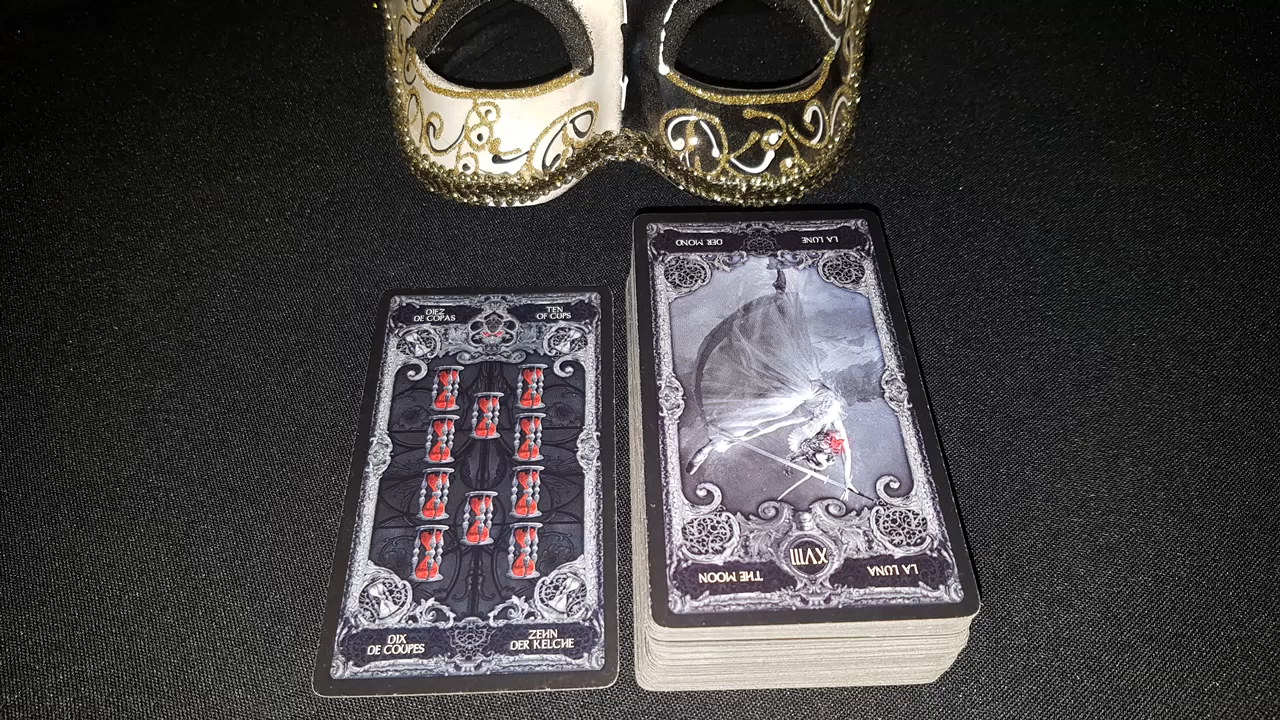 DIEZ
DE COPAS
TEN
OF CUPS
DIX
DE COUPES
ZEHN
DER KELCHE
DER MOND
LA LUNE
XVIII
THE MOON
LA LUNA